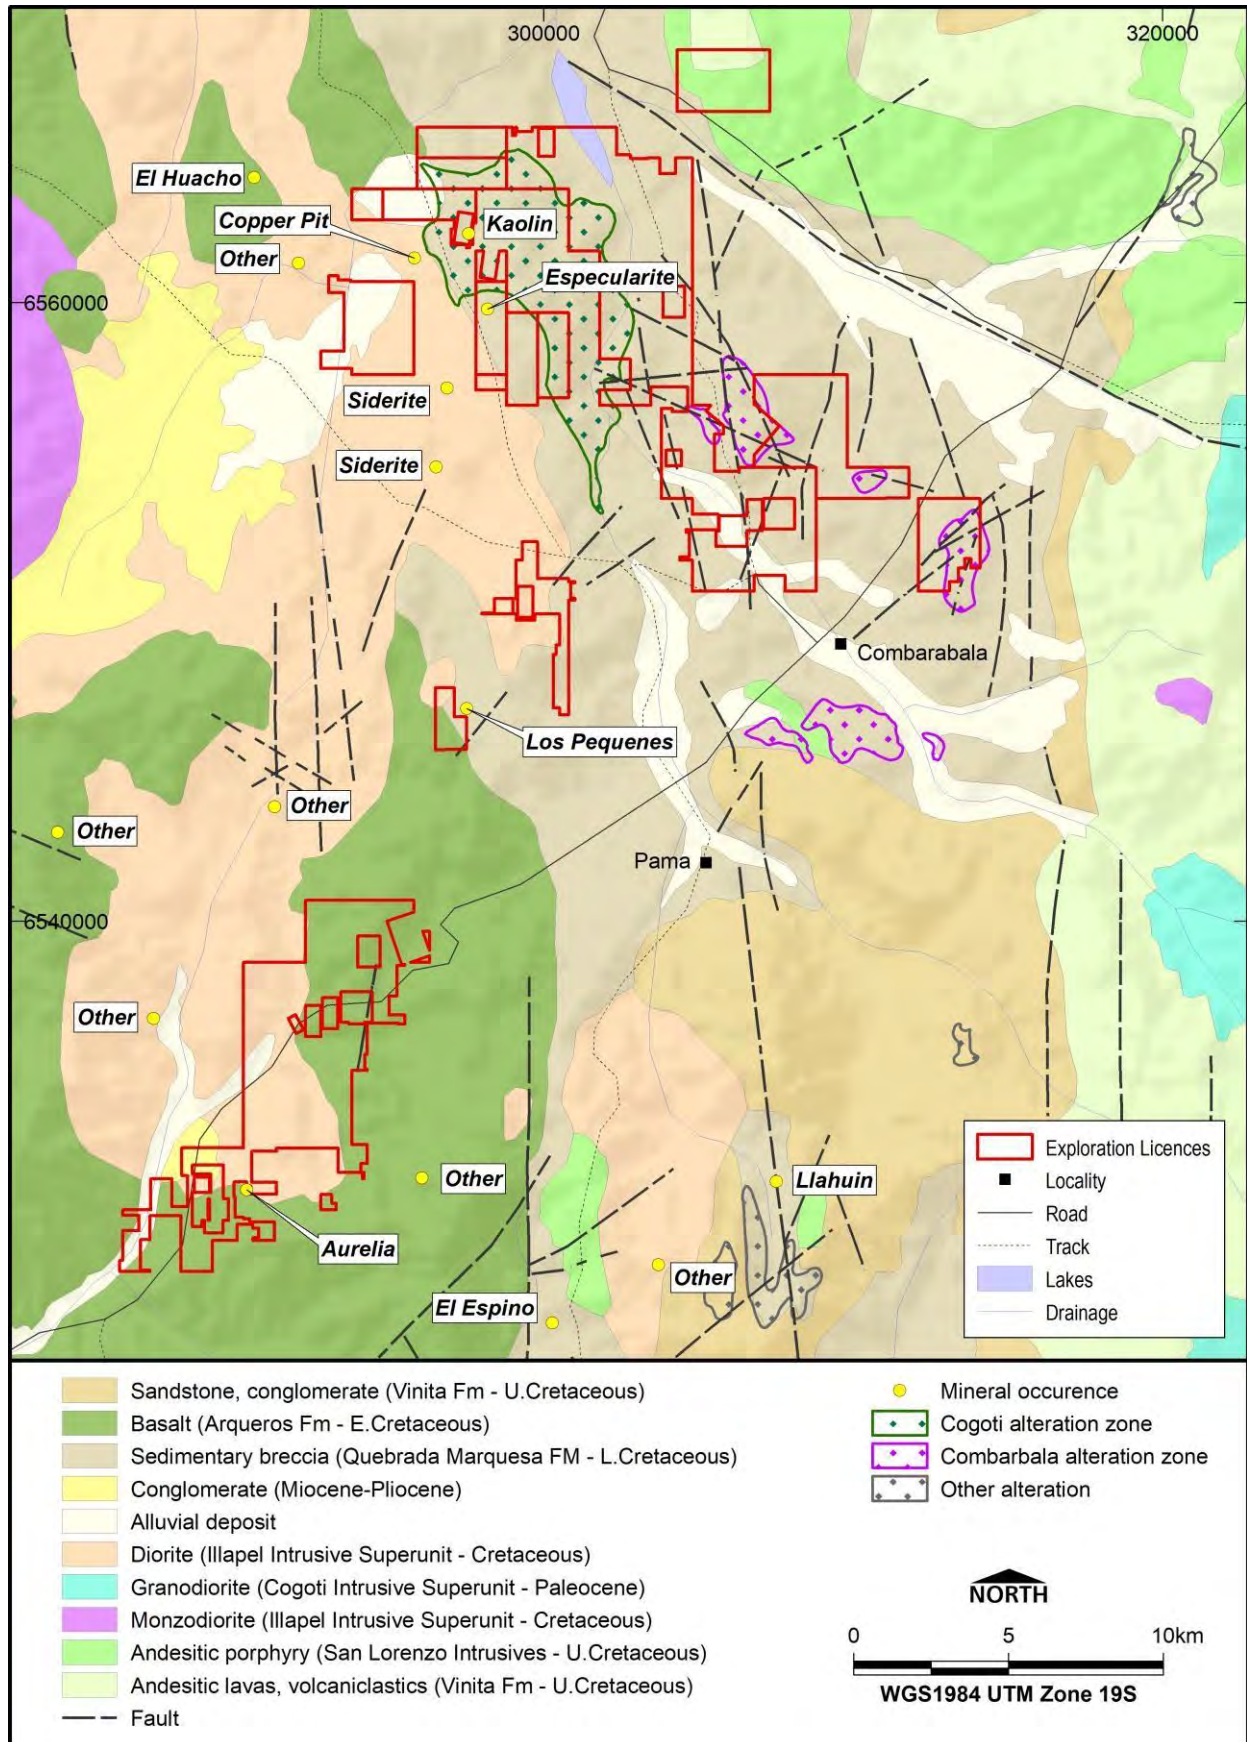 300000
320000
El Huacho
Copper Pit
Kaolin
Other
Especularite
6560000
Siderite
Siderite
Combarabala
Los Pequenes
Other
Other
Pama
6540000
Other
Exploration Licences
Other
Llahuin
Locality
Road
Aurelia
Track
Other
Lakes
El Espino
Drainage
Sandstone, conglomerate (Vinita Fm - U.Cretaceous)
Basalt (Arqueros Fm - E.Cretaceous)
Sedimentary breccia (Quebrada Marquesa FM - L.Cretaceous)
Conglomerate (Miocene-Pliocene)
Alluvial deposit
Diorite (Illapel Intrusive Superunit - Cretaceous)
Granodiorite (Cogoti Intrusive Superunit - Paleocene)
Monzodiorite (Illapel Intrusive Superunit - Cretaceous)
Andesitic porphyry (San Lorenzo Intrusives - U.Cretaceous)
Andesitic lavas, volcaniclastics (Vinita Fm - U.Cretaceous)
Fault
Mineral occurence
Cogoti alteration zone
Combarbala alteration zone
Other alteration
NORTH
0 5 10km
WGS1984 UTM Zone 19S